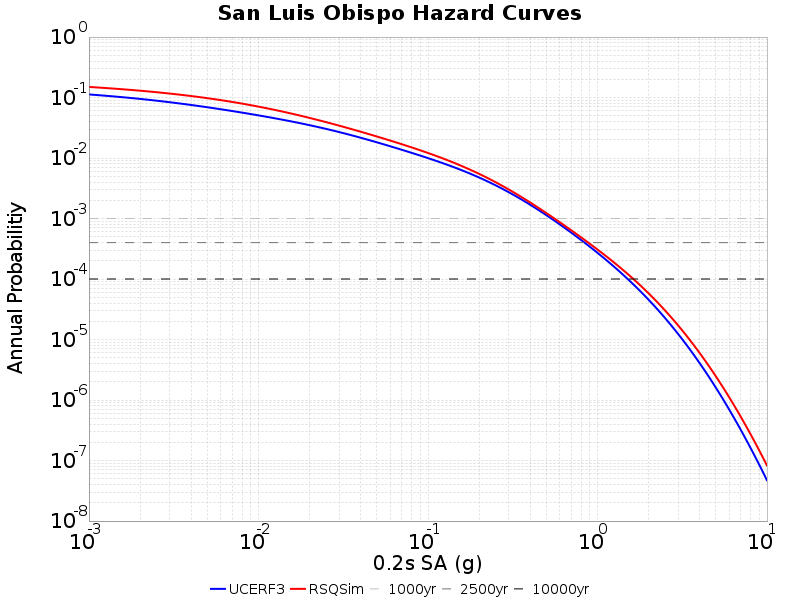 San Luis Obispo Hazard Curves
Annual Probabilitiy
10^0
10^-1
10^-2
10^-3
10^-4
10^-5
10^-6
10^-7
10^-8
10^-3 10^-2 10^-1 10^0 10^1
0.2s SA (g)
UCERF3 RSQSim 1000yr 2500yr 10000yr